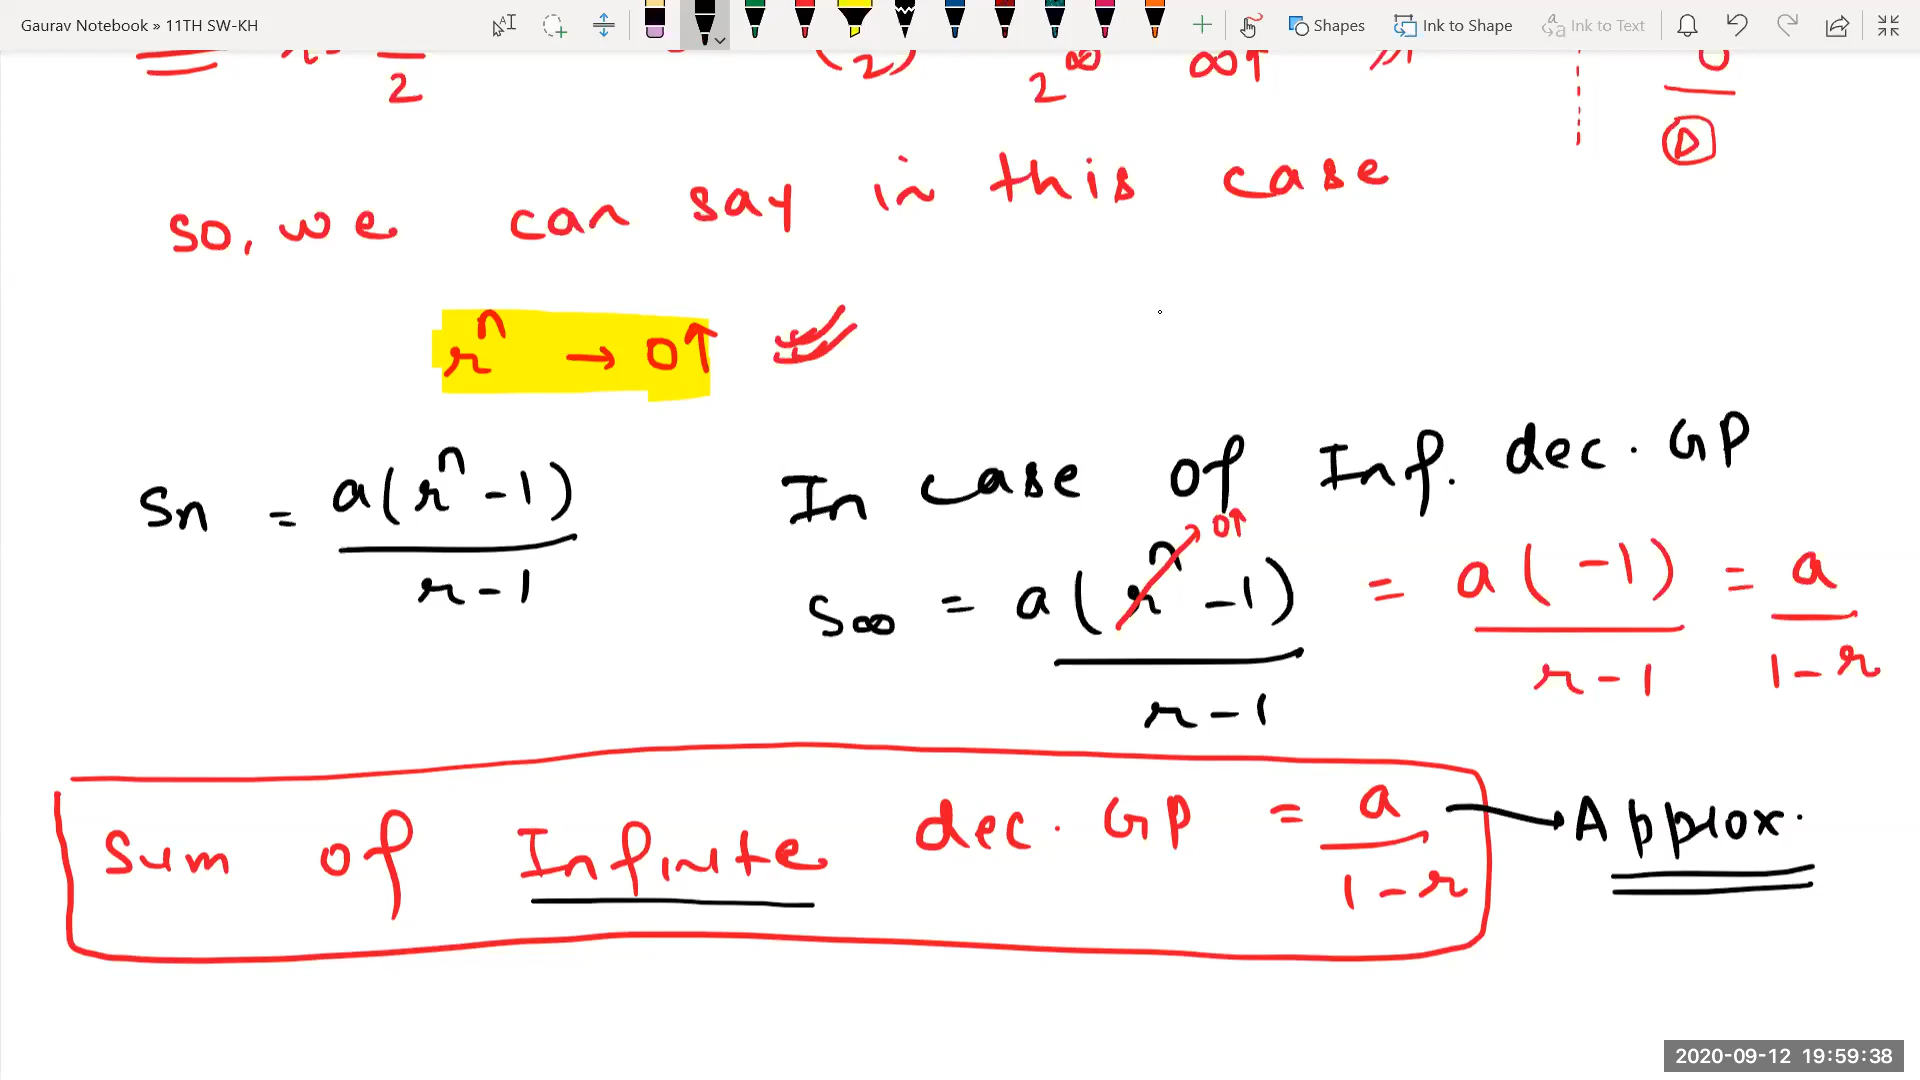 Gaurav Notebook » 11TH SW-KH
Shapes Ink to Shape Ink to Text
2 (2) 2^∞ ∞↑
so, we can say in this case
r^n → 0↑
Sn = a(r^n - 1) / r - 1
In case of Inf. dec. GP
S∞ = a(r^n - 1) / r - 1 = a(-1) / r - 1 = a / 1 - r
0↑
Sum of Infinite dec. GP = a / 1 - r → Approx.
2020-09-12 19:59:38